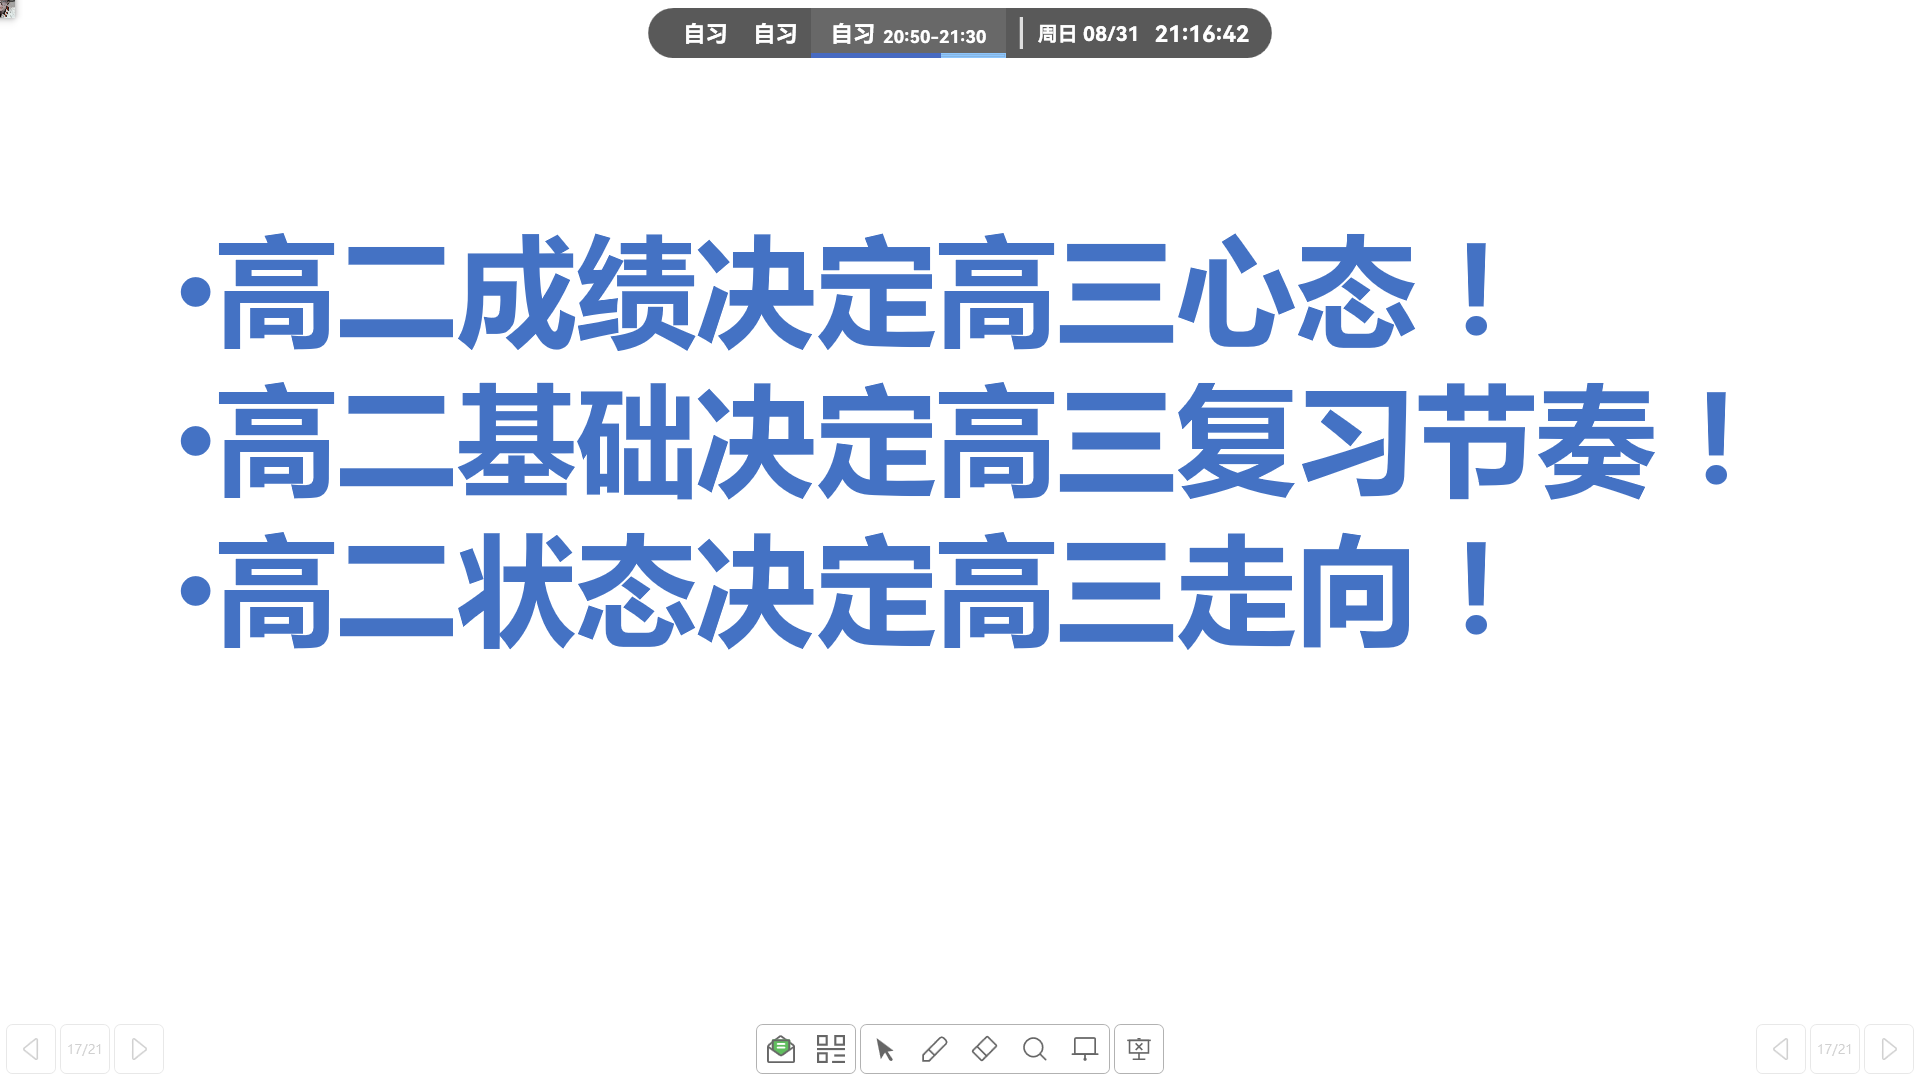 自习 自习 自习 20:50-21:30 周日 08/31 21:16:42
•高二成绩决定高三心态！
•高二基础决定高三复习节奏！
•高二状态决定高三走向！
17/21 17/21